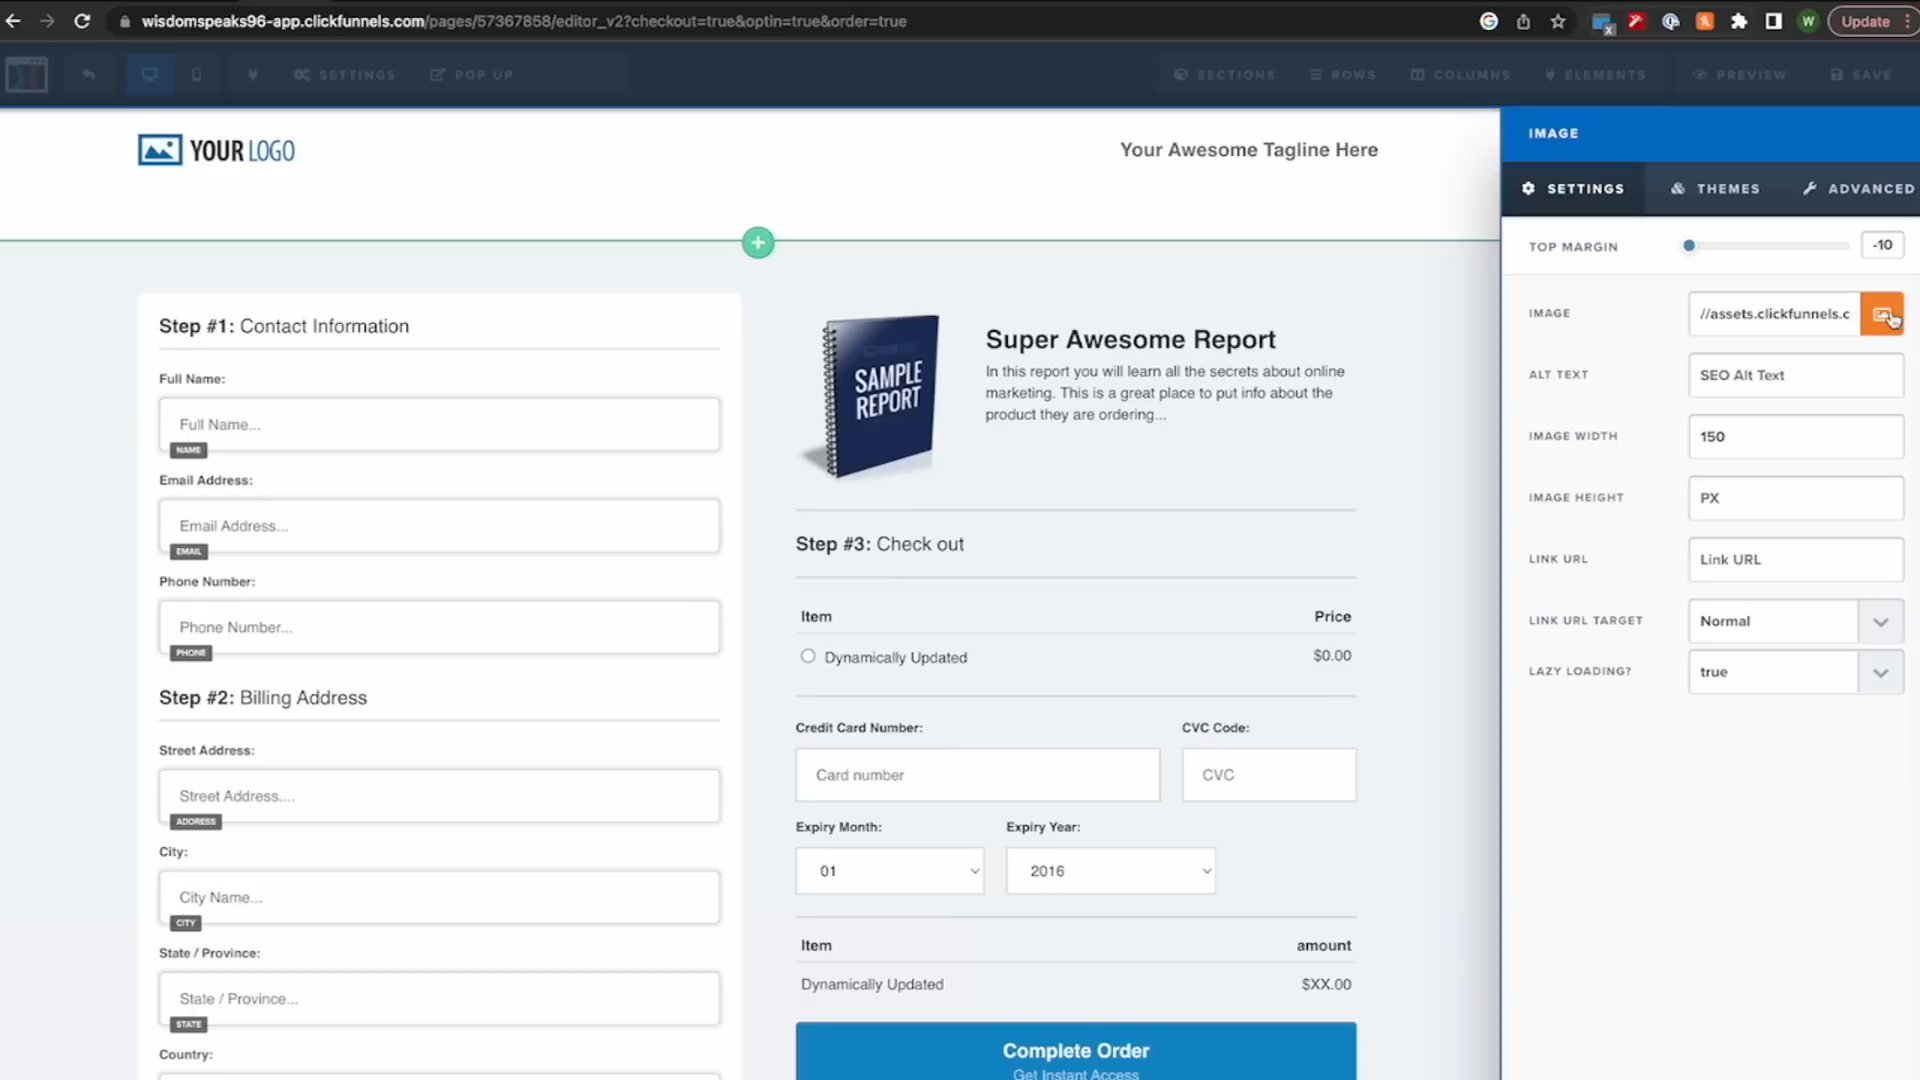 wisdomspeaks96-app.clickfunnels.com/pages/57367858/editor_v2?checkout=true&optin=true&order=true
W
Update
SETTINGS
POP UP
SECTIONS
ROWS
COLUMNS
ELEMENTS
PREVIEW
SAVE
YOUR LOGO
Your Awesome Tagline Here
IMAGE
SETTINGS
THEMES
ADVANCED
TOP MARGIN
-10
IMAGE
//assets.clickfunnels.c
ALT TEXT
SEO Alt Text
IMAGE WIDTH
150
IMAGE HEIGHT
PX
LINK URL
Link URL
LINK URL TARGET
Normal
LAZY LOADING?
true
Step #1: Contact Information
Full Name:
Full Name...
NAME
Email Address:
Email Address...
EMAIL
Phone Number:
Phone Number...
PHONE
Step #2: Billing Address
Street Address:
Street Address....
ADDRESS
City:
City Name...
CITY
State / Province:
State / Province...
STATE
Country:
SAMPLE
REPORT
Super Awesome Report
In this report you will learn all the secrets about online
marketing. This is a great place to put info about the
product they are ordering...
Step #3: Check out
Item Price
Dynamically Updated $0.00
Credit Card Number: CVC Code:
Card number CVC
Expiry Month: Expiry Year:
01 2016
Item amount
Dynamically Updated $XX.00
Complete Order
Get Instant Access